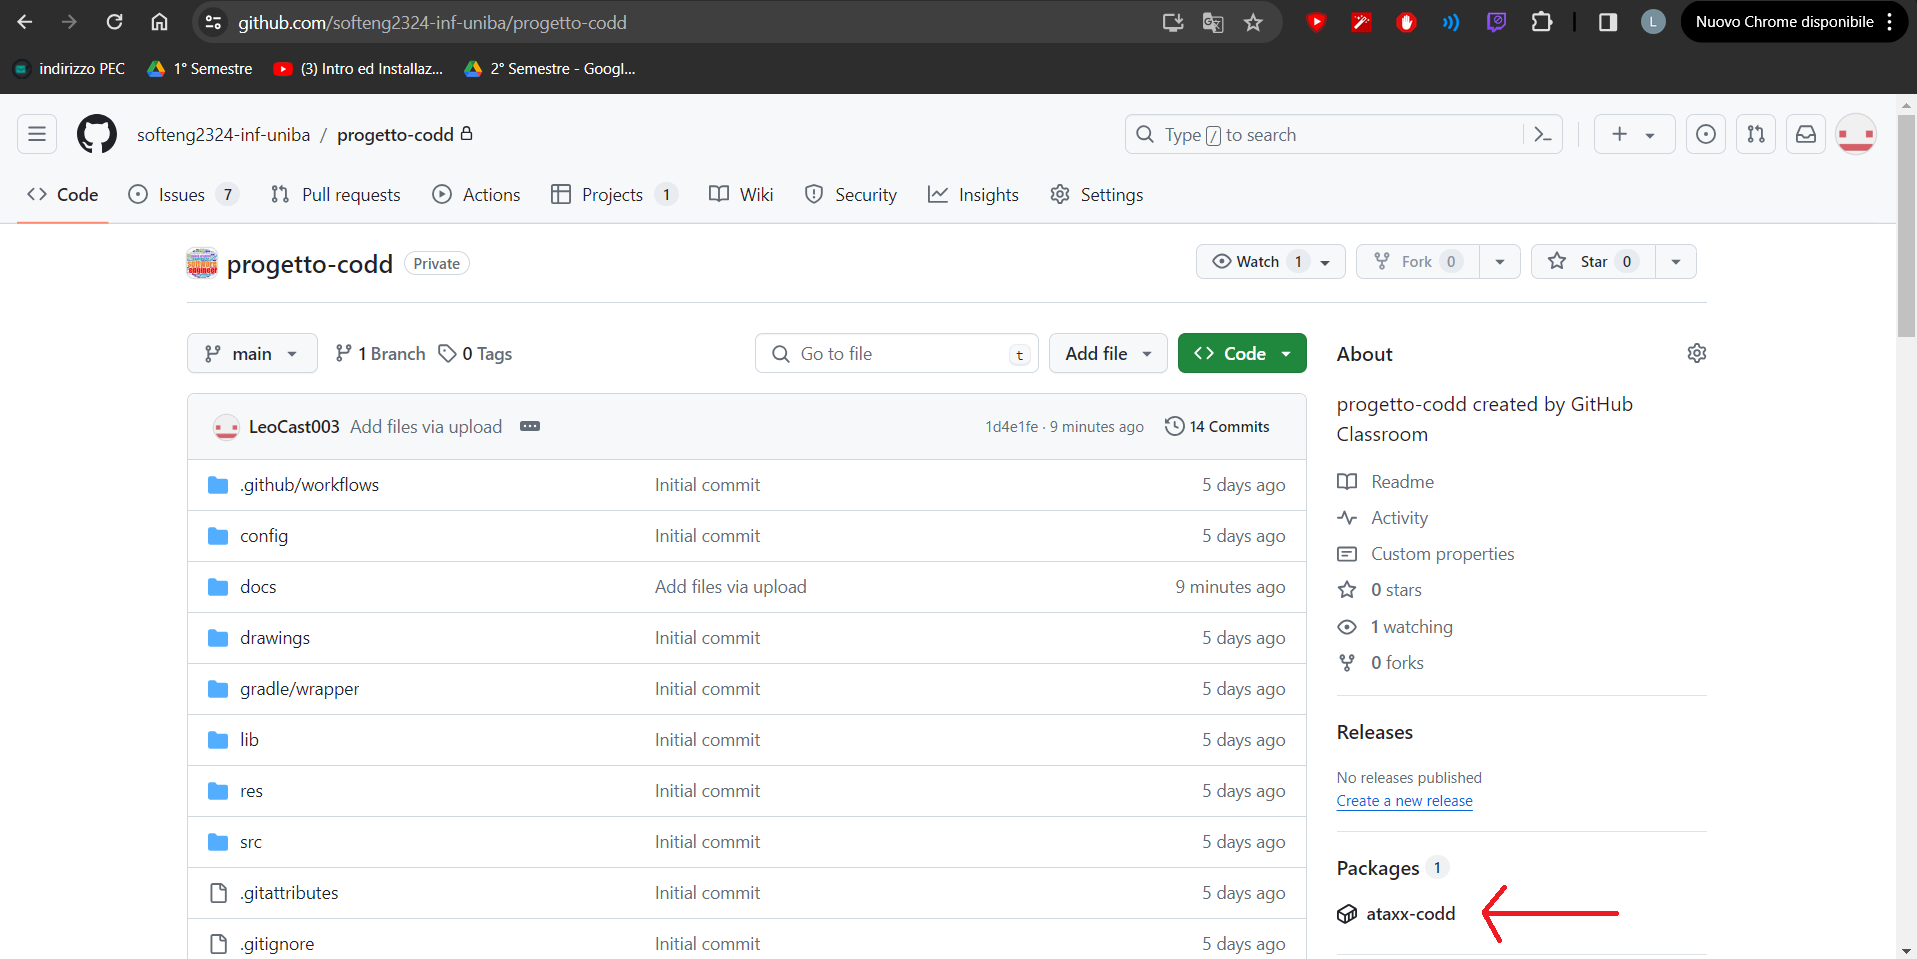 github.com/softeng2324-inf-uniba/progetto-codd
L
Nuovo Chrome disponibile
indirizzo PEC
1° Semestre
(3) Intro ed Installaz...
2° Semestre - Googl...
softeng2324-inf-uniba / progetto-codd
Type / to search
Code
Issues 7
Pull requests
Actions
Projects 1
Wiki
Security
Insights
Settings
progetto-codd Private
Watch 1
Fork 0
Star 0
main
1 Branch
0 Tags
Go to file t
Add file
Code
LeoCast003 Add files via upload
1d4e1fe · 9 minutes ago
14 Commits
.github/workflows Initial commit 5 days ago
config Initial commit 5 days ago
docs Add files via upload 9 minutes ago
drawings Initial commit 5 days ago
gradle/wrapper Initial commit 5 days ago
lib Initial commit 5 days ago
res Initial commit 5 days ago
src Initial commit 5 days ago
.gitattributes Initial commit 5 days ago
.gitignore Initial commit 5 days ago
About
progetto-codd created by GitHub
Classroom
Readme
Activity
Custom properties
0 stars
1 watching
0 forks
Releases
No releases published
Create a new release
Packages 1
ataxx-codd